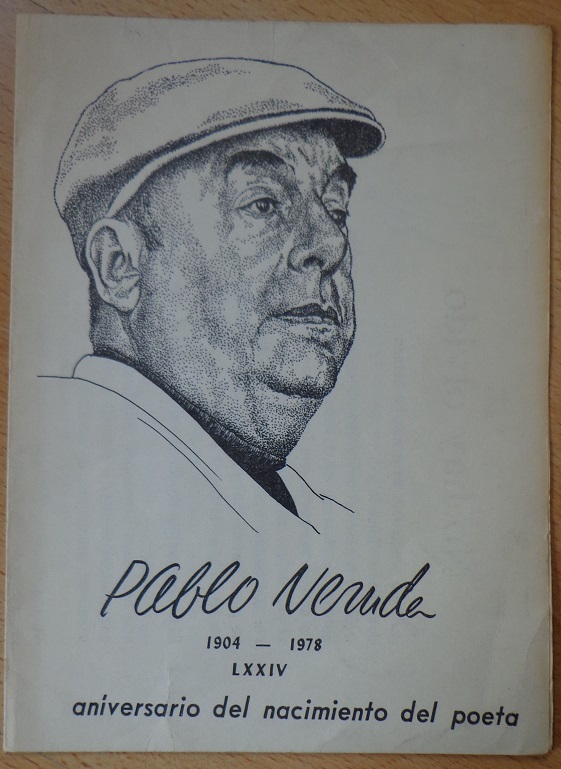 Pablo Neruda
1904 — 1978
LXXIV
aniversario del nacimiento del poeta